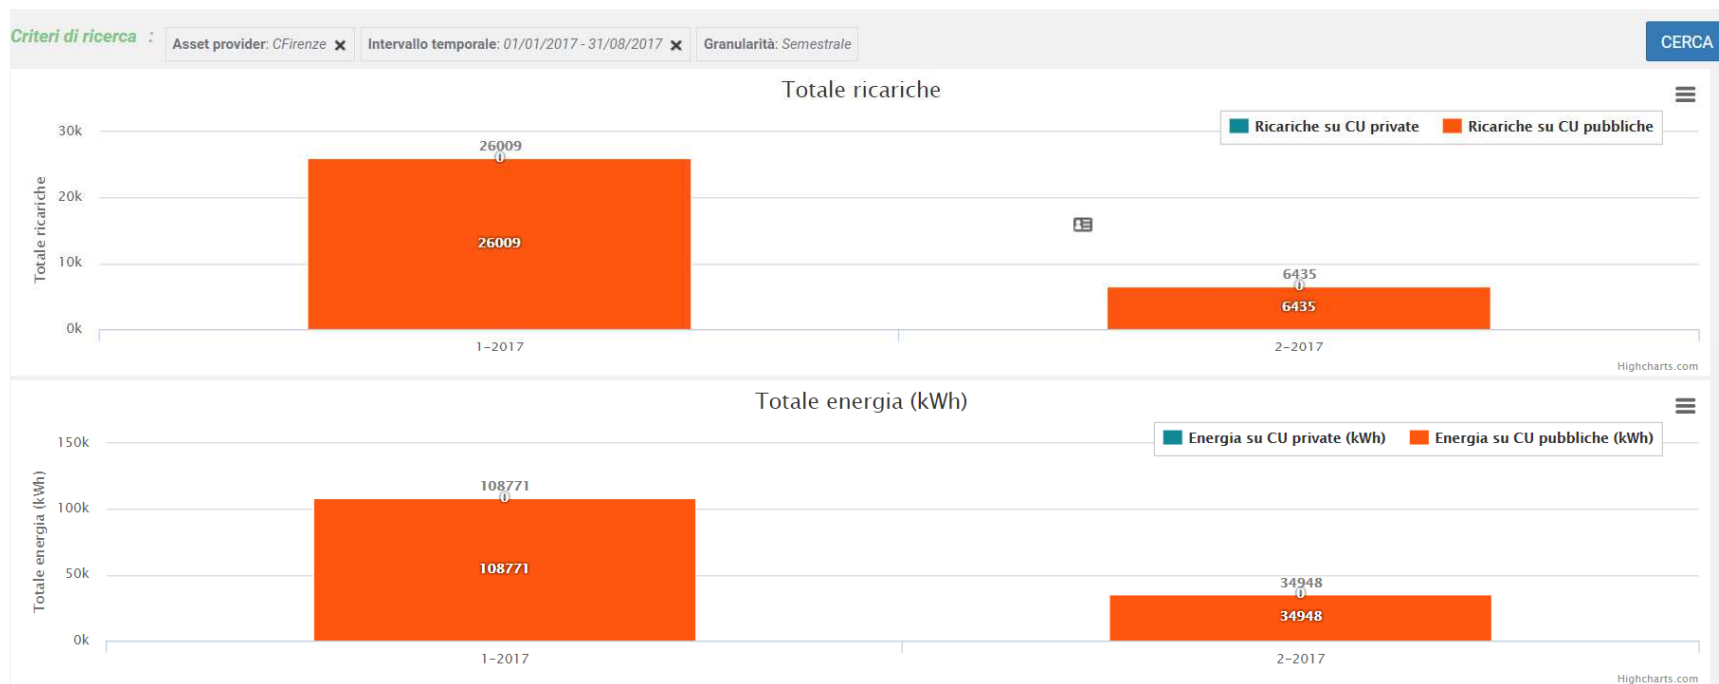 Criteri di ricerca : Asset provider: CFirenze × Intervallo temporale: 01/01/2017 - 31/08/2017 × Granularità: Semestrale CERCA
Totale ricariche
Ricariche su CU private Ricariche su CU pubbliche
Totale ricariche
30k
20k
10k
0k
26009
0
26009
6435
0
6435
1-2017 2-2017
Highcharts.com
Totale energia (kWh)
Energia su CU private (kWh) Energia su CU pubbliche (kWh)
Totale energia (kWh)
150k
100k
50k
0k
108771
0
108771
34948
0
34948
1-2017 2-2017
Highcharts.com